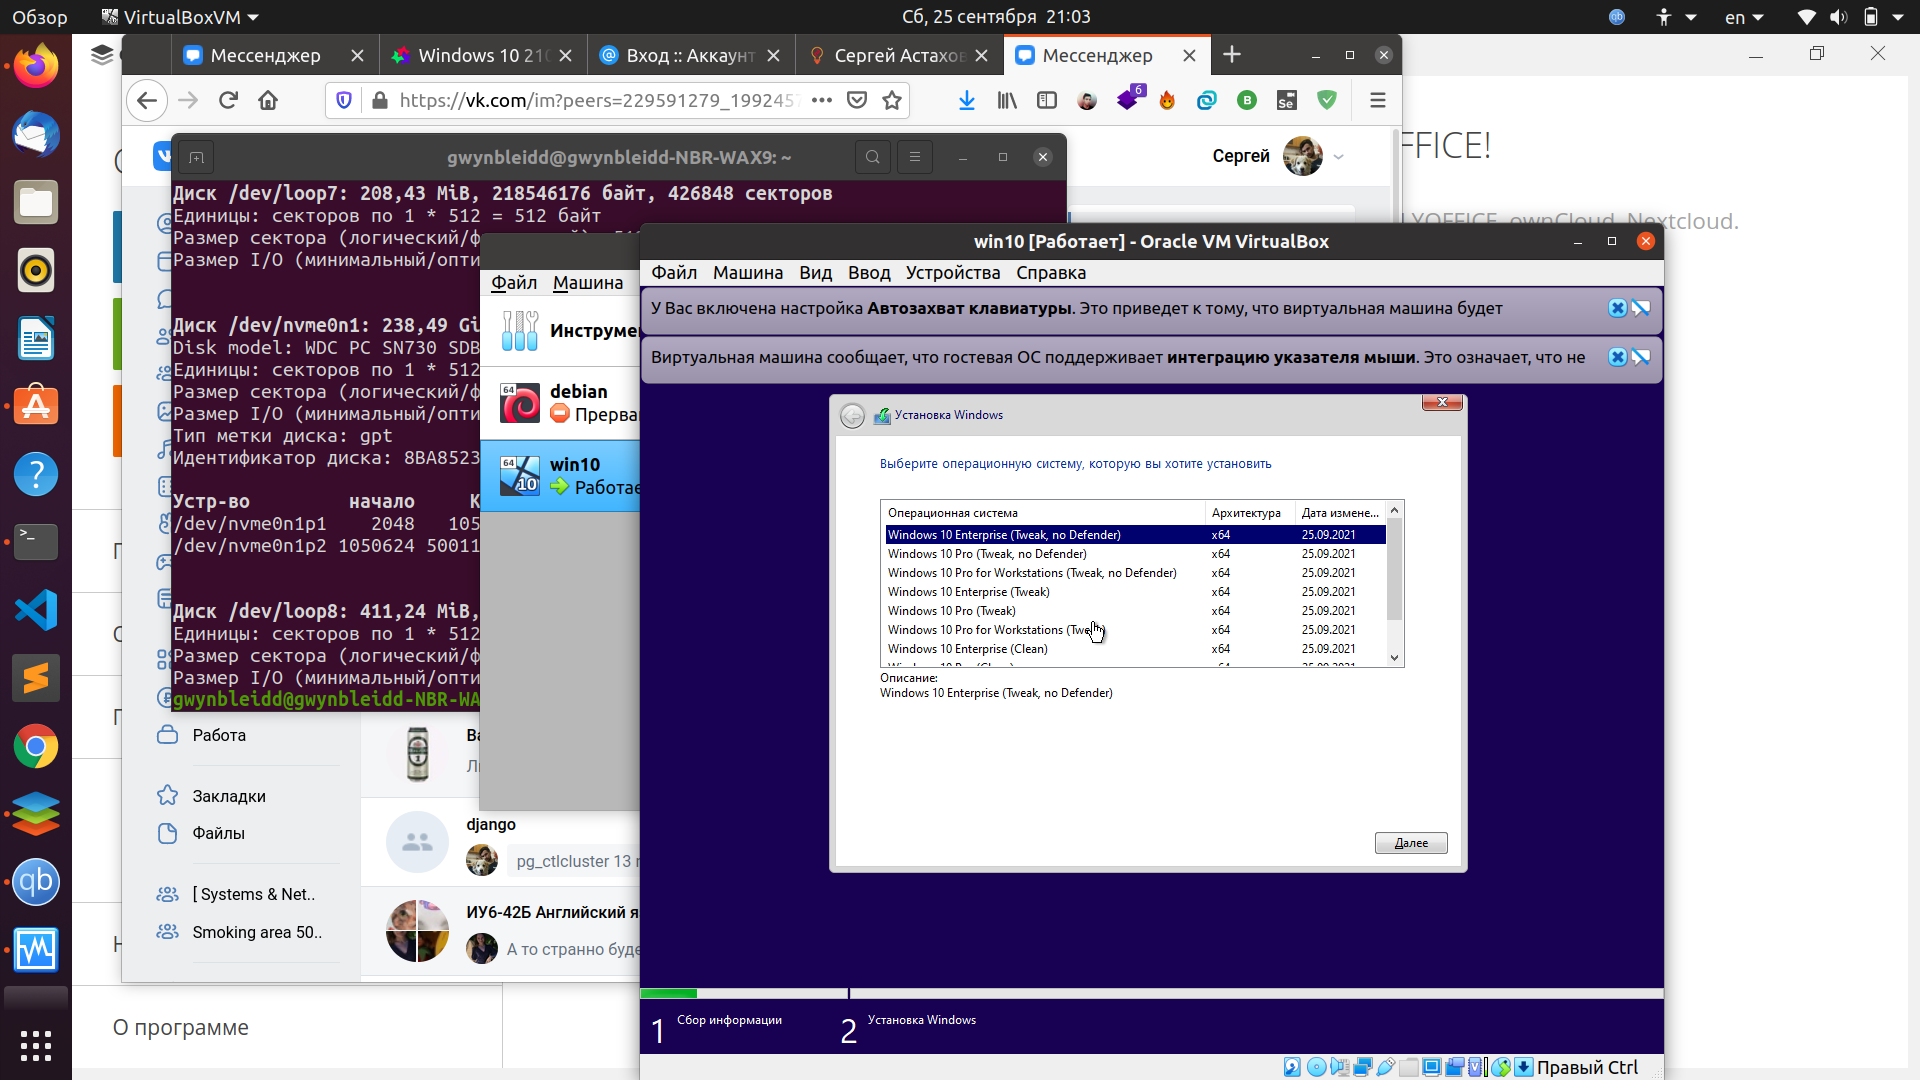 Обзор
VirtualBoxVM
Сб, 25 сентября 21:03
en
Мессенджер
Windows 10 210
Вход :: Аккаунт
Сергей Астахов
Мессенджер
https://vk.com/im?peers=229591279_199245
6
Сергей
FFICE!
gwynbleidd@gwynbleidd-NBR-WAX9: ~
Диск /dev/loop7: 208,43 MiB, 218546176 байт, 426848 секторов
Единицы: секторов по 1 * 512 = 512 байт
Размер сектора (логический/ф
Размер I/O (минимальный/опти
Диск /dev/nvme0n1: 238,49 Gi
Disk model: WDC PC SN730 SDB
Единицы: секторов по 1 * 512
Размер сектора (логический/ф
Размер I/O (минимальный/опти
Тип метки диска: gpt
Идентификатор диска: 8BA8523
Устр-во начало К
/dev/nvme0n1p1 2048 105
/dev/nvme0n1p2 1050624 50011
Диск /dev/loop8: 411,24 MiB,
Единицы: секторов по 1 * 512
Размер сектора (логический/ф
Размер I/O (минимальный/опти
gwynbleidd@gwynbleidd-NBR-WA
ownCloud, Nextcloud.
Файл Машина
Инструме
debian
Прерва
win10
Работае
win10 [Работает] - Oracle VM VirtualBox
Файл Машина Вид Ввод Устройства Справка
У Вас включена настройка Автозахват клавиатуры. Это приведет к тому, что виртуальная машина будет
Виртуальная машина сообщает, что гостевая ОС поддерживает интеграцию указателя мыши. Это означает, что не
Установка Windows
Выберите операционную систему, которую вы хотите установить
Операционная система Архитектура Дата измене...
Windows 10 Enterprise (Tweak, no Defender) x64 25.09.2021
Windows 10 Pro (Tweak, no Defender) x64 25.09.2021
Windows 10 Pro for Workstations (Tweak, no Defender) x64 25.09.2021
Windows 10 Enterprise (Tweak) x64 25.09.2021
Windows 10 Pro (Tweak) x64 25.09.2021
Windows 10 Pro for Workstations (Tweak) x64 25.09.2021
Windows 10 Enterprise (Clean) x64 25.09.2021
Описание:
Windows 10 Enterprise (Tweak, no Defender)
Далее
1 Сбор информации
2 Установка Windows
Правый Ctrl
Работа
Закладки
Файлы
[ Systems & Net..
Smoking area 50..
django
pg_ctlcluster 13
ИУ6-42Б Английский я
А то странно буде
О программе